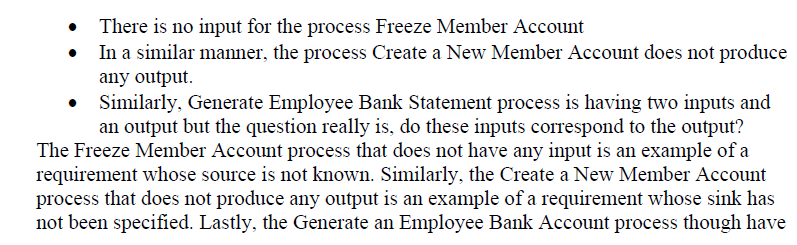 • There is no input for the process Freeze Member Account
• In a similar manner, the process Create a New Member Account does not produce
any output.
• Similarly, Generate Employee Bank Statement process is having two inputs and
an output but the question really is, do these inputs correspond to the output?
The Freeze Member Account process that does not have any input is an example of a
requirement whose source is not known. Similarly, the Create a New Member Account
process that does not produce any output is an example of a requirement whose sink has
not been specified. Lastly, the Generate an Employee Bank Account process though have